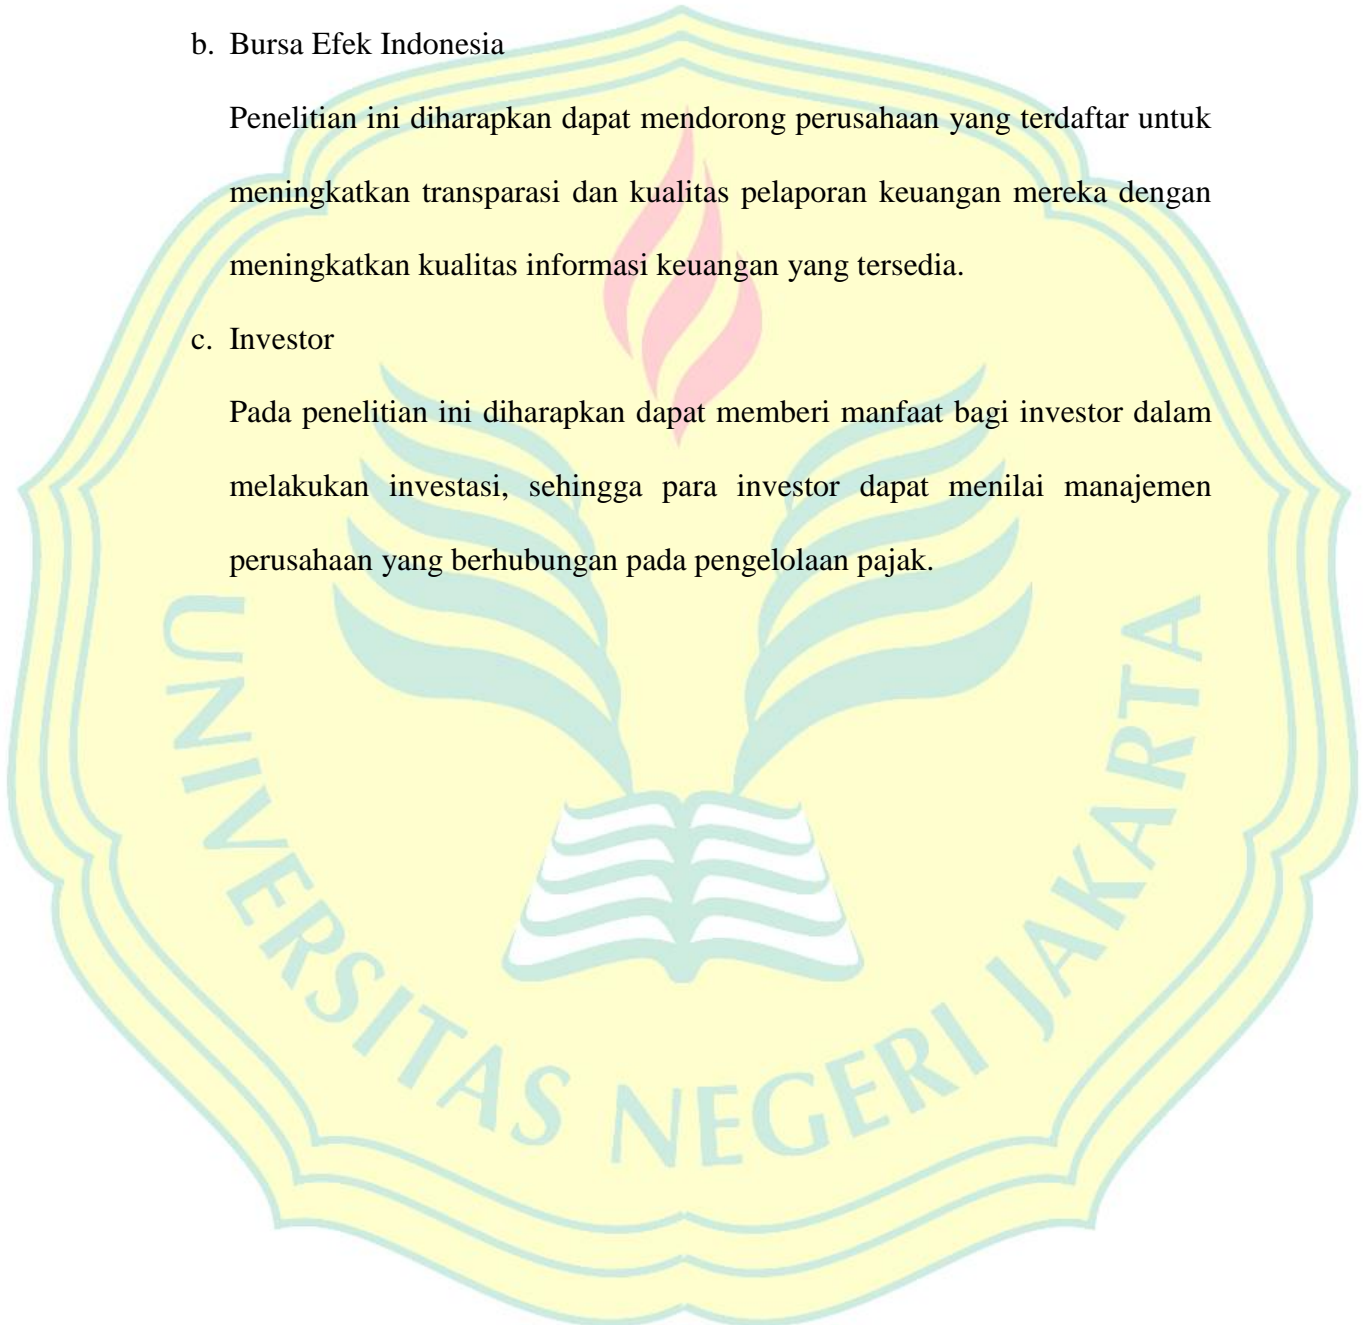 b. Bursa Efek Indonesia
Penelitian ini diharapkan dapat mendorong perusahaan yang terdaftar untuk
meningkatkan transparasi dan kualitas pelaporan keuangan mereka dengan
meningkatkan kualitas informasi keuangan yang tersedia.
c. Investor
Pada penelitian ini diharapkan dapat memberi manfaat bagi investor dalam
melakukan investasi, sehingga para investor dapat menilai manajemen
perusahaan yang berhubungan pada pengelolaan pajak.
UNIVERSITAS NEGERI JAKARTA